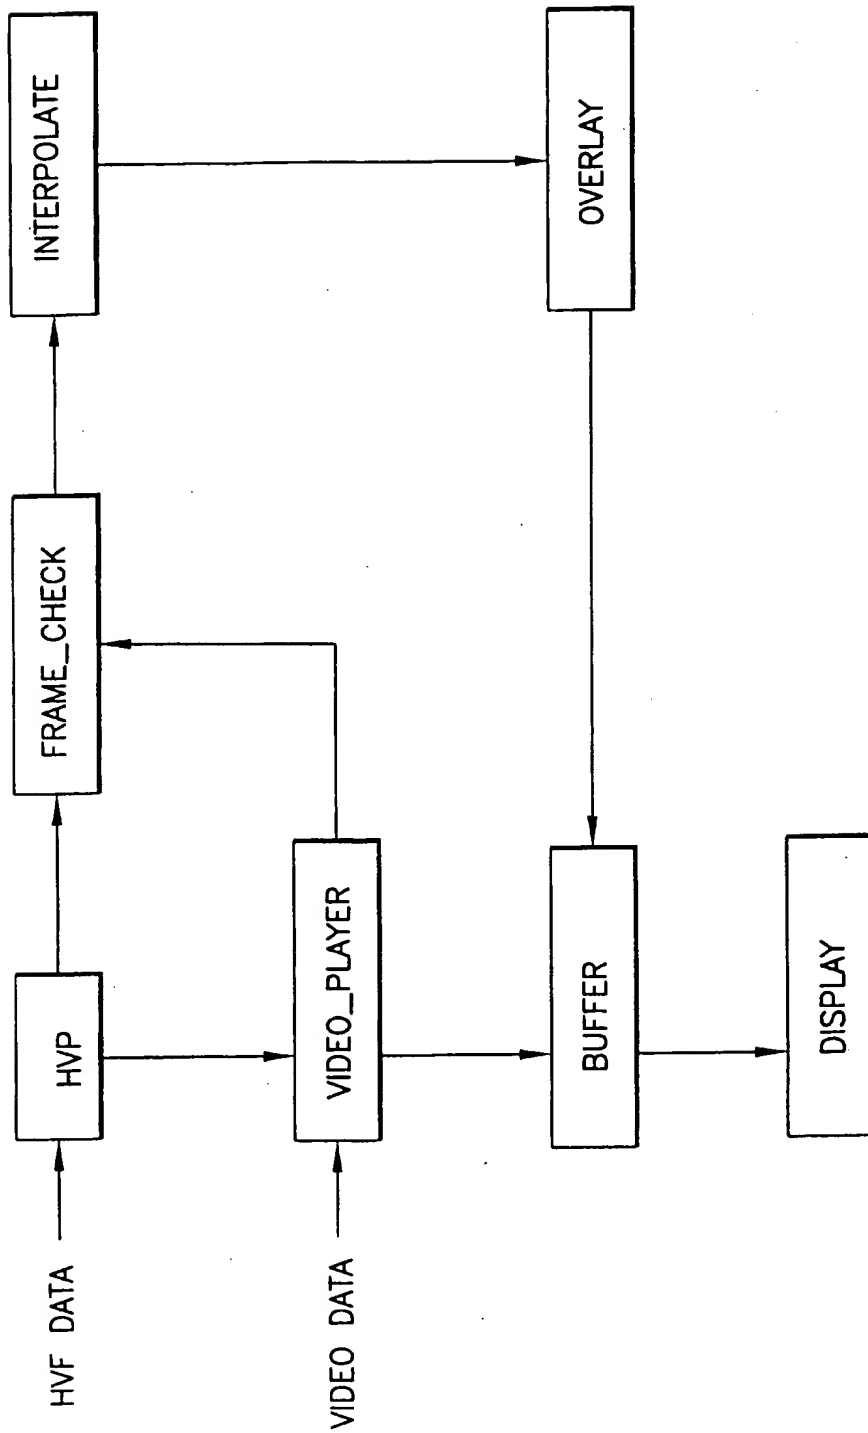 HVF DATA
HVP
FRAME_CHECK
INTERPOLATE
VIDEO DATA
VIDEO_PLAYER
BUFFER
OVERLAY
DISPLAY